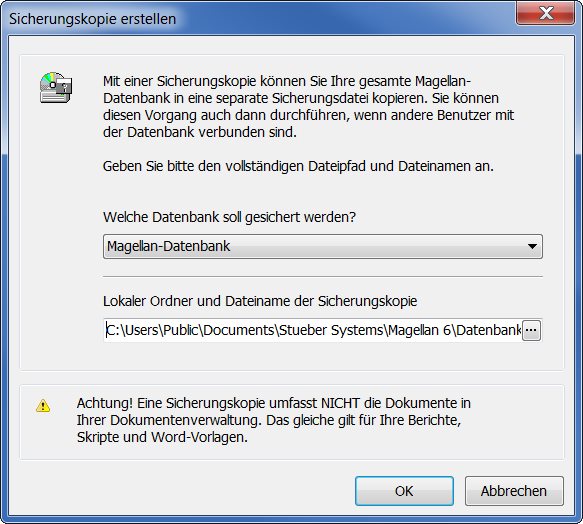 Sicherungskopie erstellen
Mit einer Sicherungskopie können Sie Ihre gesamte Magellan-
Datenbank in eine separate Sicherungsdatei kopieren. Sie können
diesen Vorgang auch dann durchführen, wenn andere Benutzer mit
der Datenbank verbunden sind.
Geben Sie bitte den vollständigen Dateipfad und Dateinamen an.
Welche Datenbank soll gesichert werden?
Magellan-Datenbank
Lokaler Ordner und Dateiname der Sicherungskopie
C:\Users\Public\Documents\Stueber Systems\Magellan 6\Datenbank
...
Achtung! Eine Sicherungskopie umfasst NICHT die Dokumente in
Ihrer Dokumentenverwaltung. Das gleiche gilt für Ihre Berichte,
Skripte und Word-Vorlagen.
OK
Abbrechen